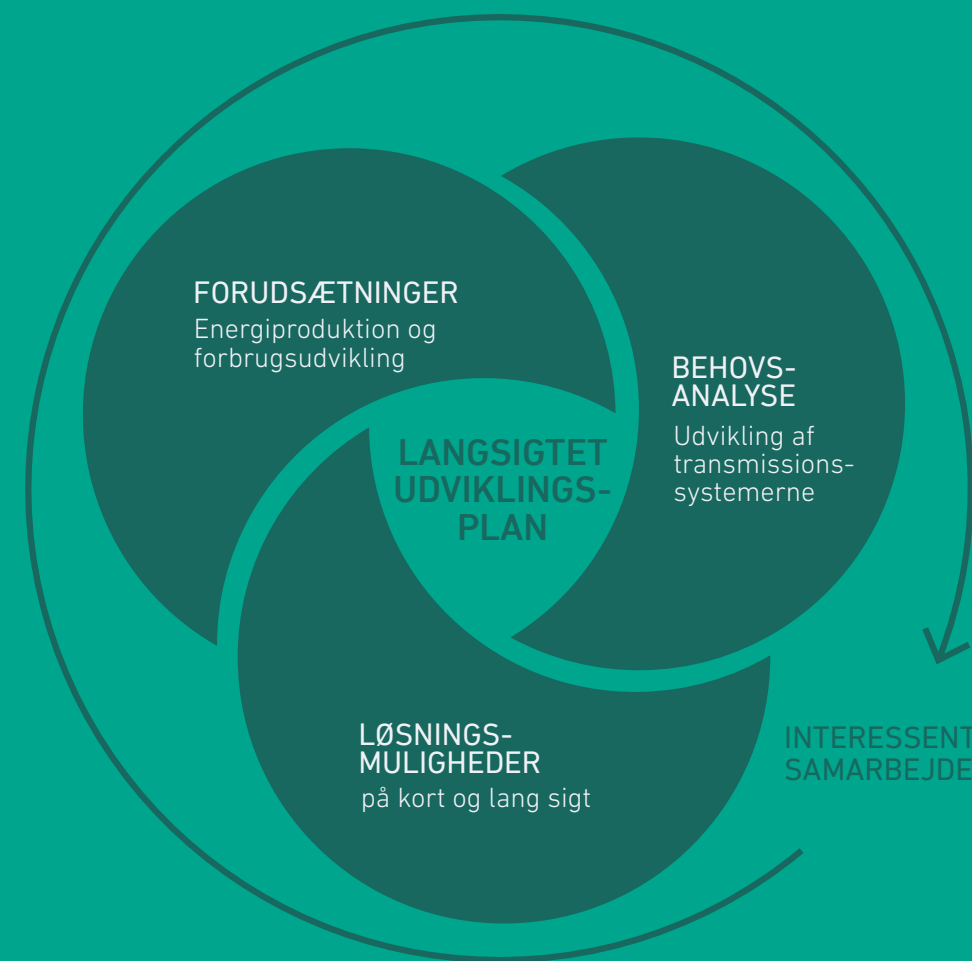 FORUDSÆTNINGER
Energiproduktion og
forbrugsudvikling
BEHOVS-
ANALYSE
Udvikling af
transmissions-
systemerne
LANGSIGTET
UDVIKLINGS-
PLAN
LØSNINGS-
MULIGHEDER
på kort og lang sigt
INTERESSENT
SAMARBEJDE